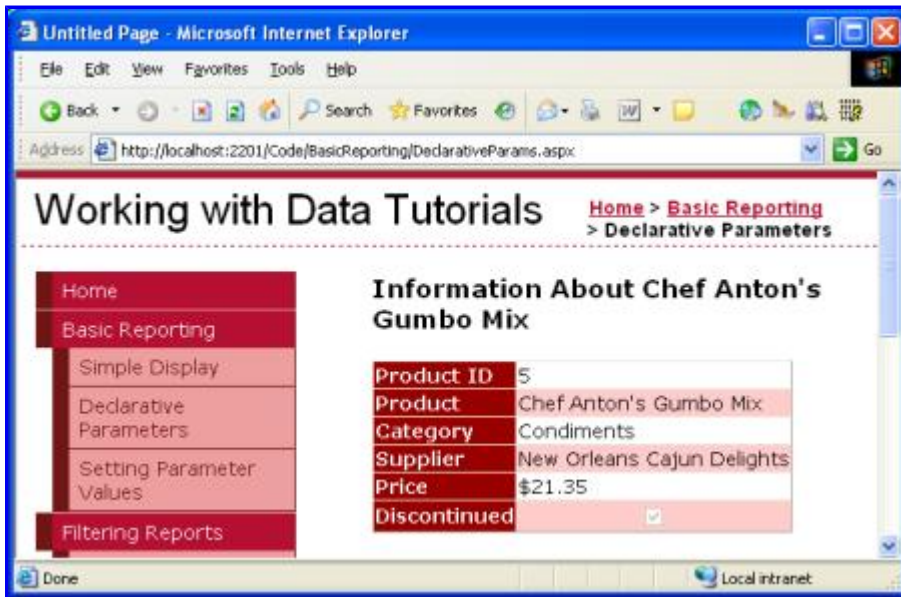 Untitled Page - Microsoft Internet Explorer
File Edit View Favorites Tools Help
Back Search Favorites
Address http://localhost:2201/Code/BasicReporting/DeclarativeParams.aspx Go
Working with Data Tutorials
Home > Basic Reporting
> Declarative Parameters
Home
Basic Reporting
Simple Display
Declarative
Parameters
Setting Parameter
Values
Filtering Reports
Information About Chef Anton's
Gumbo Mix
Product ID 5
Product Chef Anton's Gumbo Mix
Category Condiments
Supplier New Orleans Cajun Delights
Price $21.35
Discontinued
Done
Local intranet